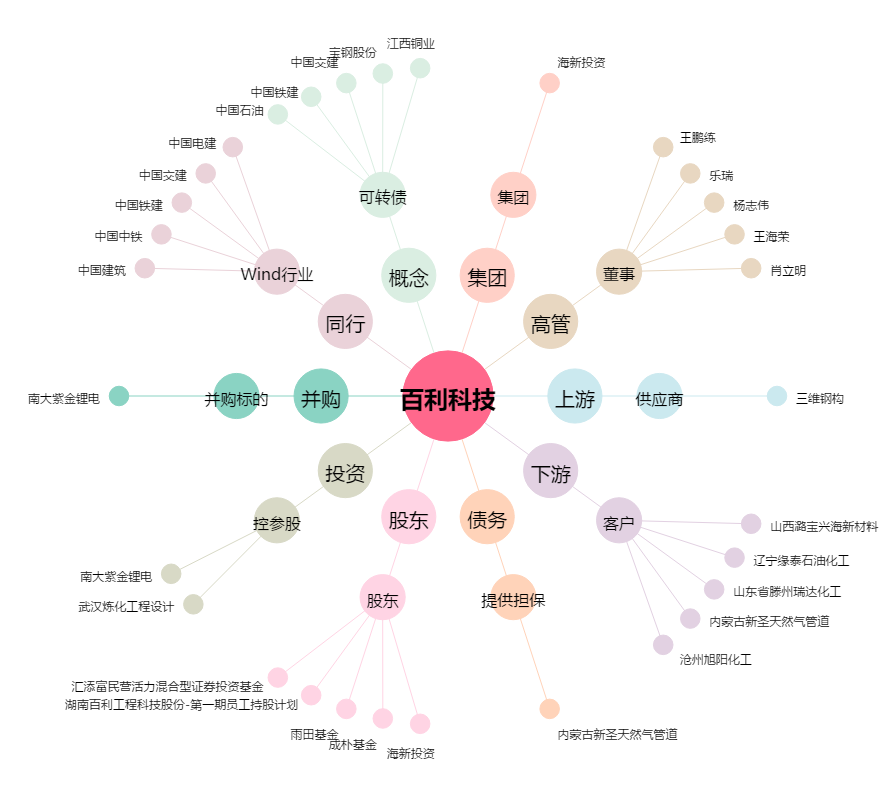 江西铜业
宝钢股份
中国交建
海新投资
中国铁建
中国石油
王鹏练
中国电建
中国交建
乐瑞
可转债
集团
中国铁建
杨志伟
中国中铁
王海荣
中国建筑
Wind行业
概念
集团
董事
肖立明
同行
高管
南大紫金锂电
并购标的
并购
百利科技
上游
供应商
三维钢构
投资
下游
控参股
股东
债务
客户
山西潞宝兴海新材料
辽宁缘泰石油化工
南大紫金锂电
山东省滕州瑞达化工
武汉炼化工程设计
股东
提供担保
内蒙古新圣天然气管道
沧州旭阳化工
汇添富民营活力混合型证券投资基金
湖南百利工程科技股份-第一期员工持股计划
雨田基金
成朴基金
海新投资
内蒙古新圣天然气管道